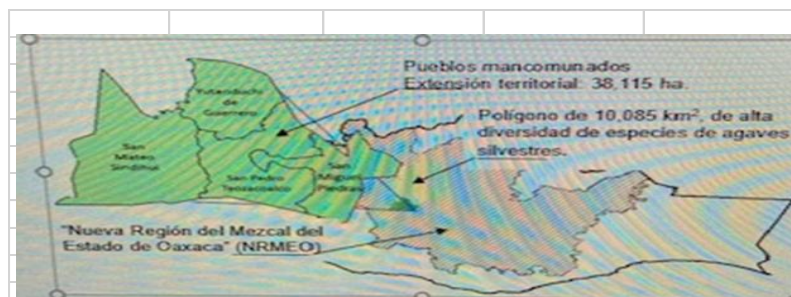 Pueblos mancomunados
Extensión territorial: 38,115 ha.
Yutanduchi
de
Guerrero
Polígono de 10,085 km², de alta
diversidad de especies de agaves
silvestres.
San
Mateo
Sindihui
San Pedro
Teozacoalco
San
Miguel
Piedras
"Nueva Región del Mezcal del
Estado de Oaxaca" (NRMEO)